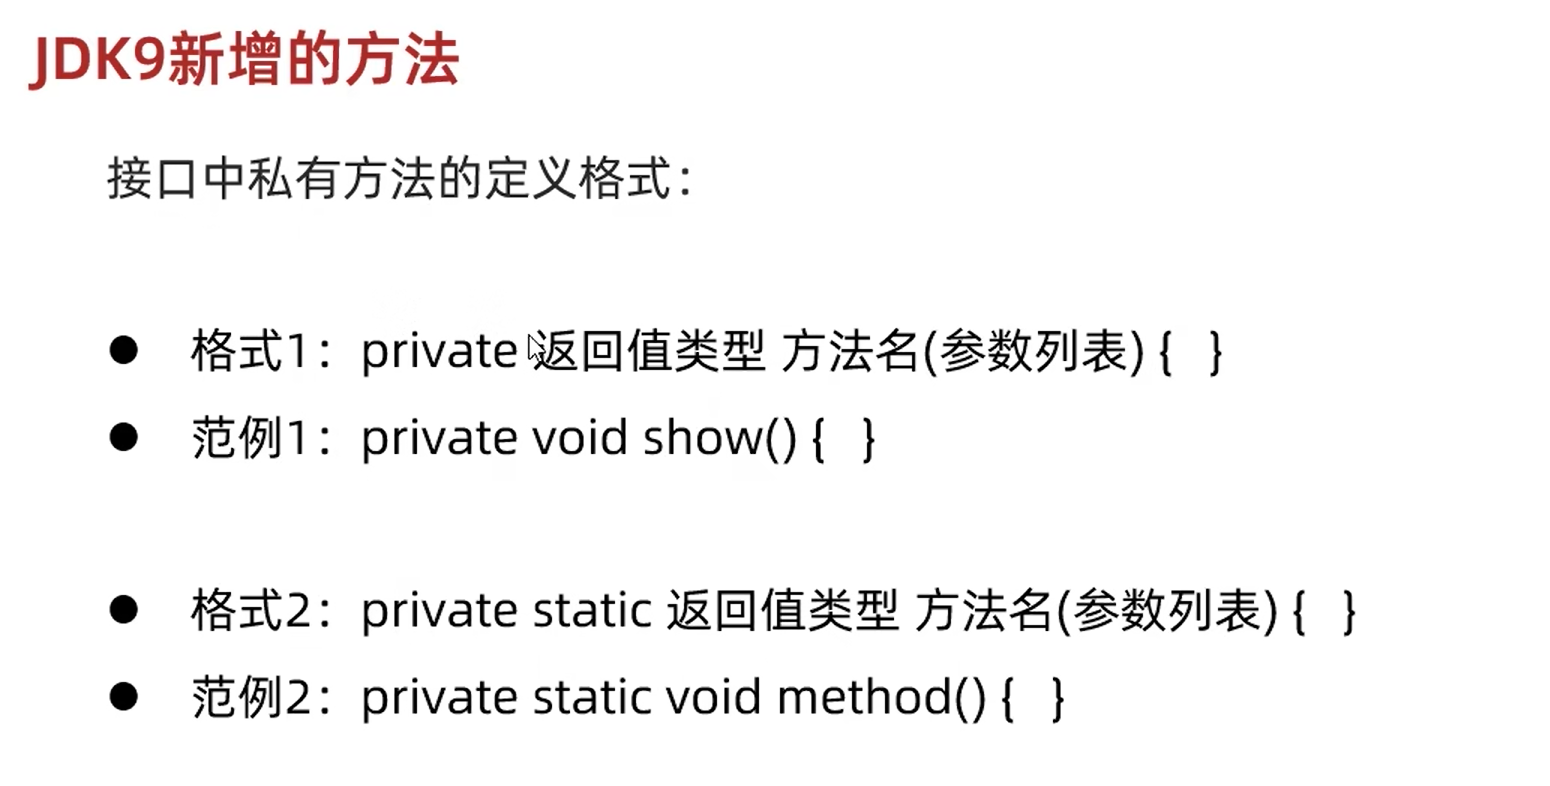 JDK9新增的方法
接口中私有方法的定义格式：
● 格式1：private 返回值类型 方法名(参数列表) {  }
● 范例1：private void show() {  }
● 格式2：private static 返回值类型 方法名(参数列表) {  }
● 范例2：private static void method() {  }